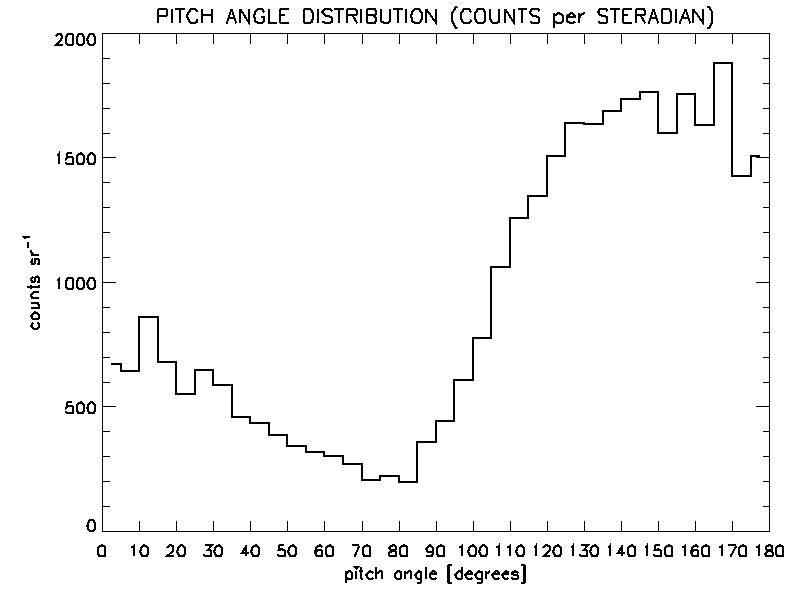 PITCH ANGLE DISTRIBUTION (COUNTS per STERADIAN)
2000
1500
1000
500
0
counts sr⁻¹
0 10 20 30 40 50 60 70 80 90 100 110 120 130 140 150 160 170 180
pitch angle [degrees]